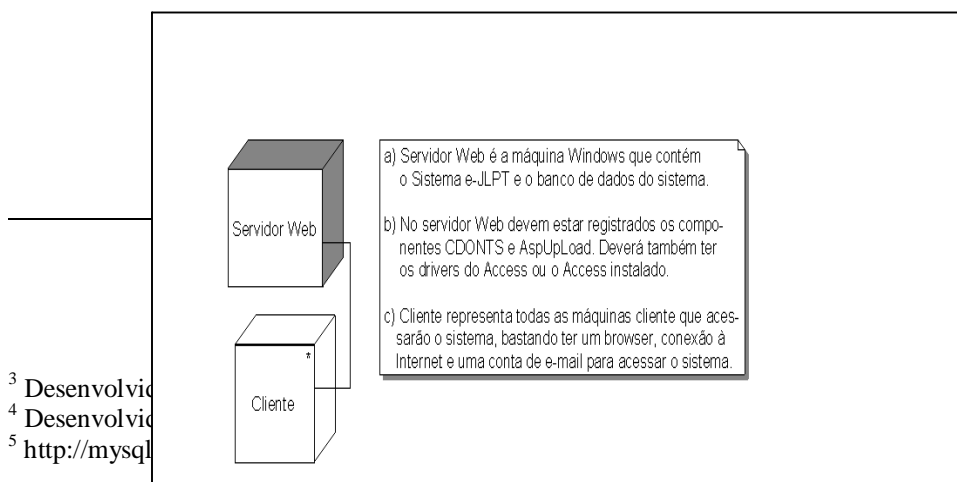 Servidor Web
a) Servidor Web é a máquina Windows que contém
o Sistema e-JLPT e o banco de dados do sistema.
b) No servidor Web devem estar registrados os compo-
nentes CDONTS e AspUpLoad. Deverá também ter
os drivers do Access ou o Access instalado.
c) Cliente representa todas as máquinas cliente que aces-
sarão o sistema, bastando ter um browser, conexão à
Internet e uma conta de e-mail para acessar o sistema.
*
Cliente
3 Desenvolvid
4 Desenvolvid
5 http://mysql